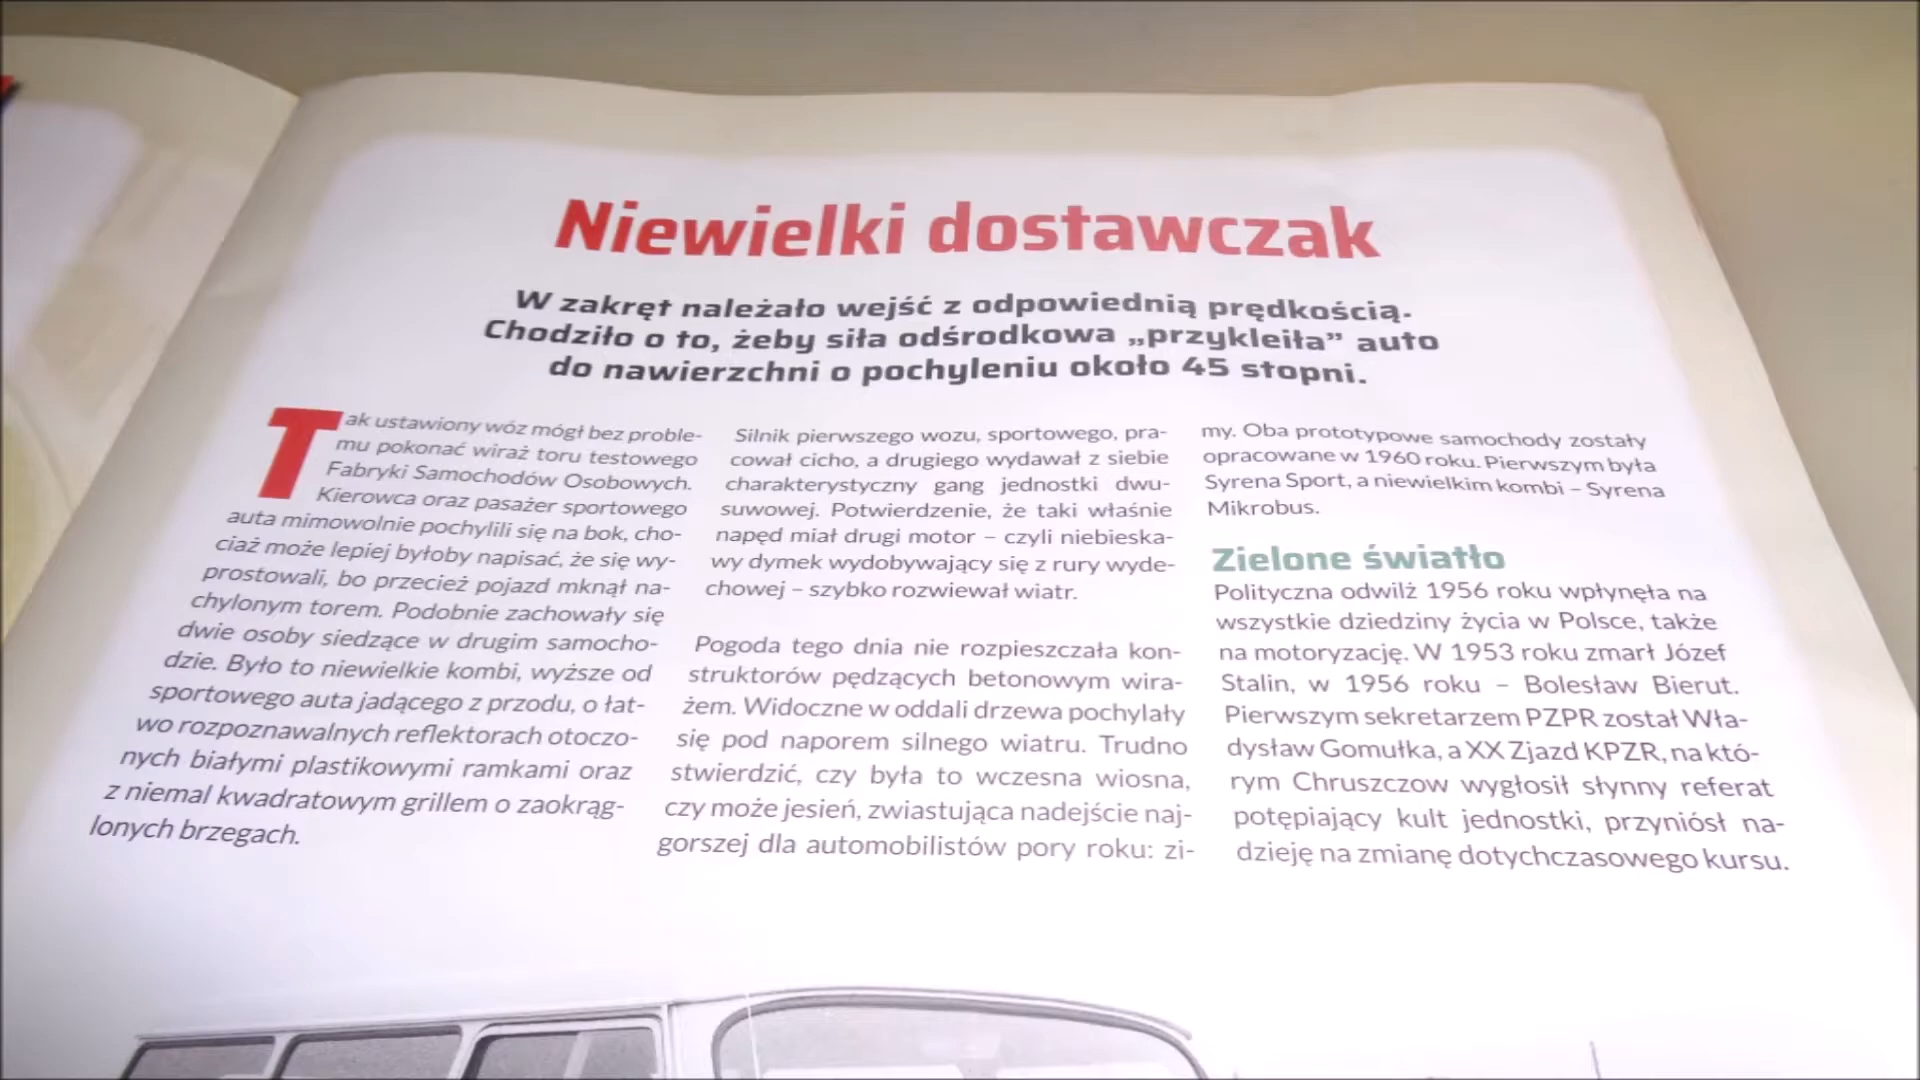 Niewielki dostawczak
W zakręt należało wejść z odpowiednią prędkością.
Chodziło o to, żeby siła odśrodkowa „przykleiła” auto
do nawierzchni o pochyleniu około 45 stopni.
Tak ustawiony wóz mógł bez proble-
mu pokonać wiraż toru testowego
Fabryki Samochodów Osobowych.
Kierowca oraz pasażer sportowego
auta mimowolnie pochylili się na bok, cho-
ciaż może lepiej byłoby napisać, że się wy-
prostowali, bo przecież pojazd mknął na-
chylonym torem. Podobnie zachowały się
dwie osoby siedzące w drugim samocho-
dzie. Było to niewielkie kombi, wyższe od
sportowego auta jadącego z przodu, o łat-
wo rozpoznawalnych reflektorach otoczo-
nych białymi plastikowymi ramkami oraz
z niemal kwadratowym grillem o zaokrąg-
lonych brzegach.
Silnik pierwszego wozu, sportowego, pra-
cował cicho, a drugiego wydawał z siebie
charakterystyczny gang jednostki dwu-
suwowej. Potwierdzenie, że taki właśnie
napęd miał drugi motor – czyli niebieska-
wy dymek wydobywający się z rury wyde-
chowej – szybko rozwiewał wiatr.
Pogoda tego dnia nie rozpieszczała kon-
struktorów pędzących betonowym wira-
żem. Widoczne w oddali drzewa pochylały
się pod naporem silnego wiatru. Trudno
stwierdzić, czy była to wczesna wiosna,
czy może jesień, zwiastująca nadejście naj-
gorszej dla automobilistów pory roku: zi-
my. Oba prototypowe samochody zostały
opracowane w 1960 roku. Pierwszym była
Syrena Sport, a niewielkim kombi – Syrena
Mikrobus.
Zielone światło
Polityczna odwilż 1956 roku wpłynęła na
wszystkie dziedziny życia w Polsce, także
na motoryzację. W 1953 roku zmarł Józef
Stalin, w 1956 roku – Bolesław Bierut.
Pierwszym sekretarzem PZPR został Wła-
dysław Gomułka, a XX Zjazd KPZR, na któ-
rym Chruszczow wygłosił słynny referat
potępiający kult jednostki, przyniósł na-
dzieję na zmianę dotychczasowego kursu.